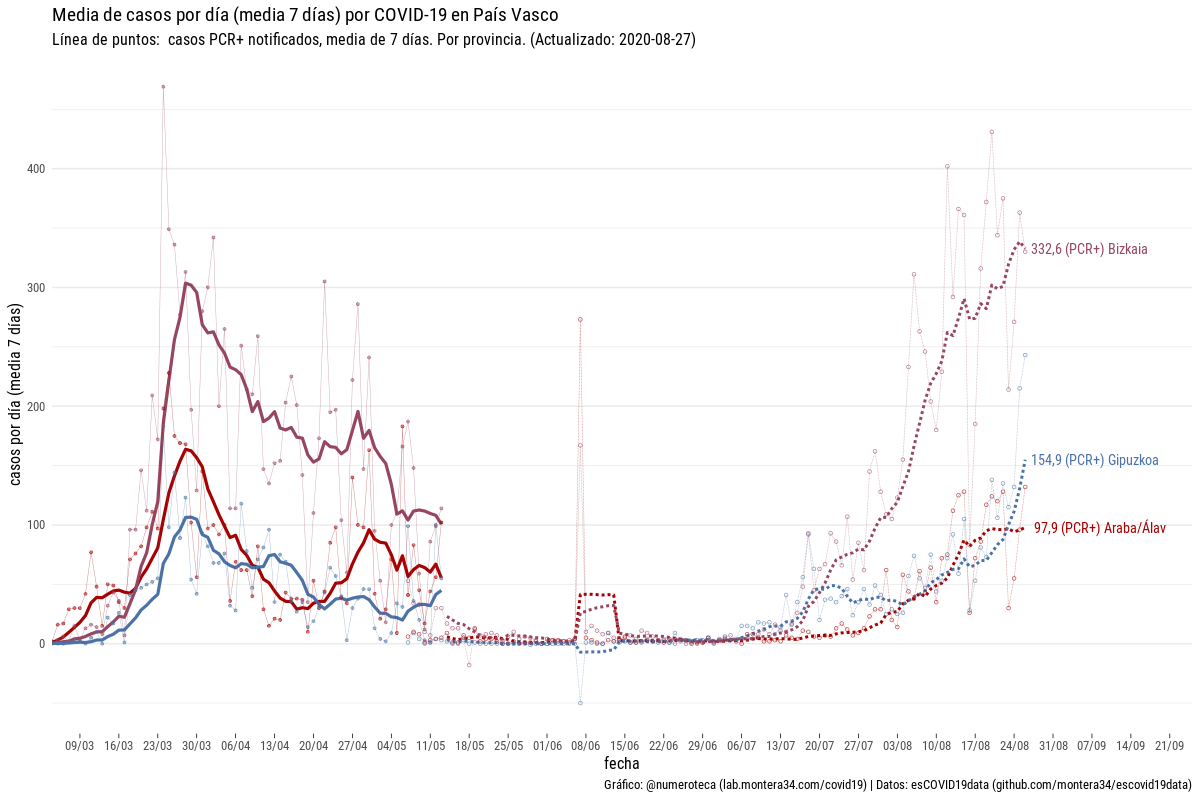 Media de casos por día (media 7 días) por COVID-19 en País Vasco
Línea de puntos:  casos PCR+ notificados, media de 7 días. Por provincia. (Actualizado: 2020-08-27)
casos por día (media 7 días)
400
300
200
100
0
332,6 (PCR+) Bizkaia
154,9 (PCR+) Gipuzkoa
97,9 (PCR+) Araba/Álav
09/03 16/03 23/03 30/03 06/04 13/04 20/04 27/04 04/05 11/05 18/05 25/05 01/06 08/06 15/06 22/06 29/06 06/07 13/07 20/07 27/07 03/08 10/08 17/08 24/08 31/08 07/09 14/09 21/09
fecha
Gráfico: @numeroteca (lab.montera34.com/covid19) | Datos: esCOVID19data (github.com/montera34/escovid19data)